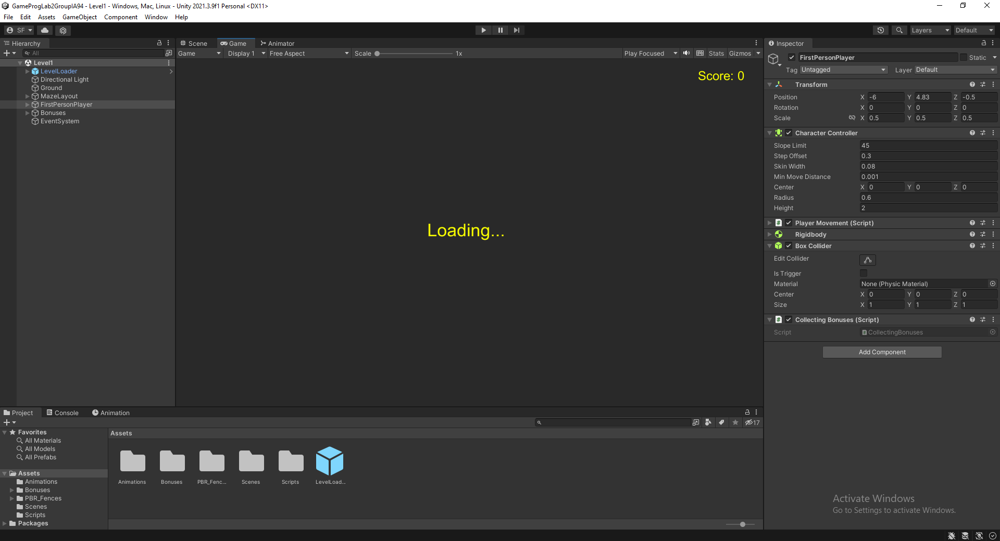 GameProgLab2GroupIA94 - Level1 - Windows, Mac, Linux - Unity 2021.3.9f1 Personal <DX11>
File Edit Assets GameObject Component Window Help
SF Layers Default
Hierarchy
All
Level1
LevelLoader
Directional Light
Ground
MazeLayout
FirstPersonPlayer
Bonuses
EventSystem
Scene Game Animator
Game Display 1 Free Aspect Scale 1x Play Focused Stats Gizmos
Score: 0
Loading...
Inspector
FirstPersonPlayer Static
Tag Untagged Layer Default
Transform
Position X -6 Y 4.83 Z -0.5
Rotation X 0 Y 0 Z 0
Scale X 0.5 Y 0.5 Z 0.5
Character Controller
Slope Limit 45
Step Offset 0.3
Skin Width 0.08
Min Move Distance 0.001
Center X 0 Y 0 Z 0
Radius 0.6
Height 2
# Player Movement (Script)
Rigidbody
Box Collider
Edit Collider
Is Trigger
Material None (Physic Material)
Center X 0 Y 0 Z 0
Size X 1 Y 1 Z 1
# Collecting Bonuses (Script)
Script CollectingBonuses
Add Component
Project Console Animation
17
Favorites
All Materials
All Models
All Prefabs
Assets
Animations
Bonuses
PBR_Fences
Scenes
Scripts
Packages
Assets
Animations Bonuses PBR_Fenc... Scenes Scripts LevelLoad...
Activate Windows
Go to Settings to activate Windows.